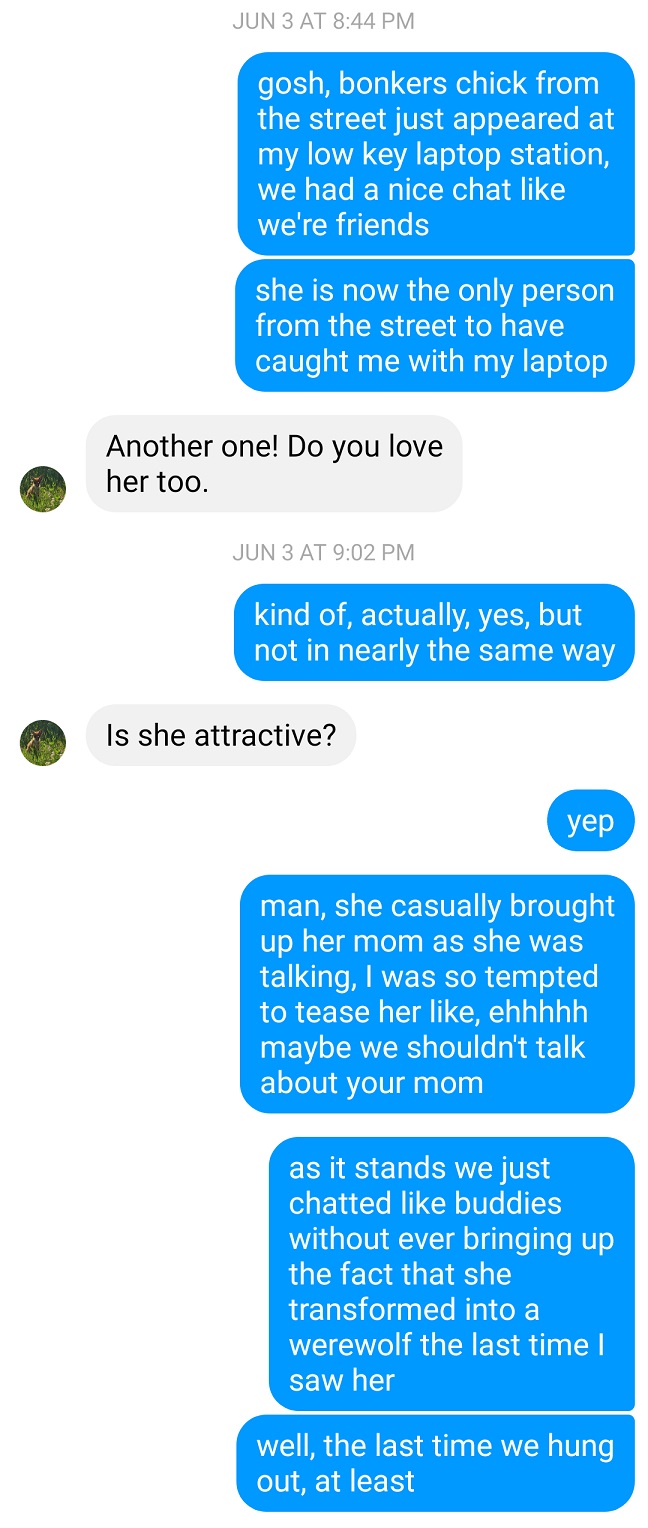 JUN 3 AT 8:44 PM
gosh, bonkers chick from
the street just appeared at
my low key laptop station,
we had a nice chat like
we're friends
she is now the only person
from the street to have
caught me with my laptop
Another one! Do you love
her too.
JUN 3 AT 9:02 PM
kind of, actually, yes, but
not in nearly the same way
Is she attractive?
yep
man, she casually brought
up her mom as she was
talking, I was so tempted
to tease her like, ehhhhh
maybe we shouldn't talk
about your mom
as it stands we just
chatted like buddies
without ever bringing up
the fact that she
transformed into a
werewolf the last time I
saw her
well, the last time we hung
out, at least